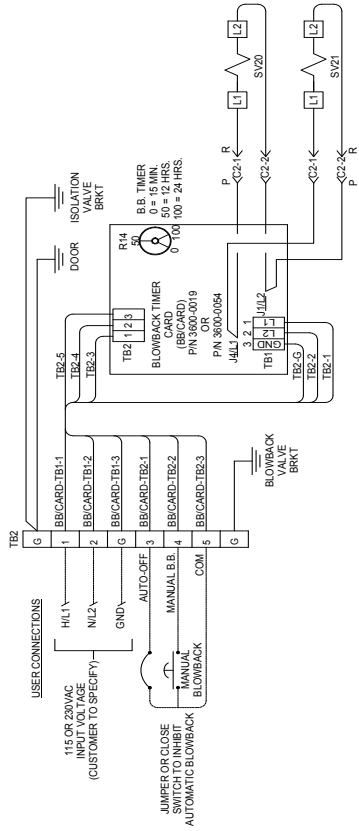 USER CONNECTIONS
TB2
G
1
2
G
3
4
5
G
H/L1
N/L2
GND
115 OR 230VAC
INPUT VOLTAGE
(CUSTOMER TO SPECIFY)
AUTO-OFF
MANUAL B.B.
COM
MANUAL
BLOWBACK
JUMPER OR CLOSE
SWITCH TO INHIBIT
AUTOMATIC BLOWBACK
BB/CARD-TB1-1
BB/CARD-TB1-2
BB/CARD-TB1-3
BB/CARD-TB2-1
BB/CARD-TB2-2
BB/CARD-TB2-3
BLOWBACK
VALVE
BRKT
DOOR
ISOLATION
VALVE
BRKT
TB2-5
TB2-4
TB2-3
TB2
1 2 3
R14
50
0
100
B.B. TIMER
0 = 15 MIN.
50 = 12 HRS.
100 = 24 HRS.
BLOWBACK TIMER
CARD
(BB/CARD)
P/N 3600-0019
OR
P/N 3600-0054
J4/L1
J1/L2
3 2 1
TB1
GND
L2
L1
TB2-G
TB2-2
TB2-1
P
C2-1
R
C2-2
L1
L2
SV20
C2-1
P
C2-2
R
L1
L2
SV21